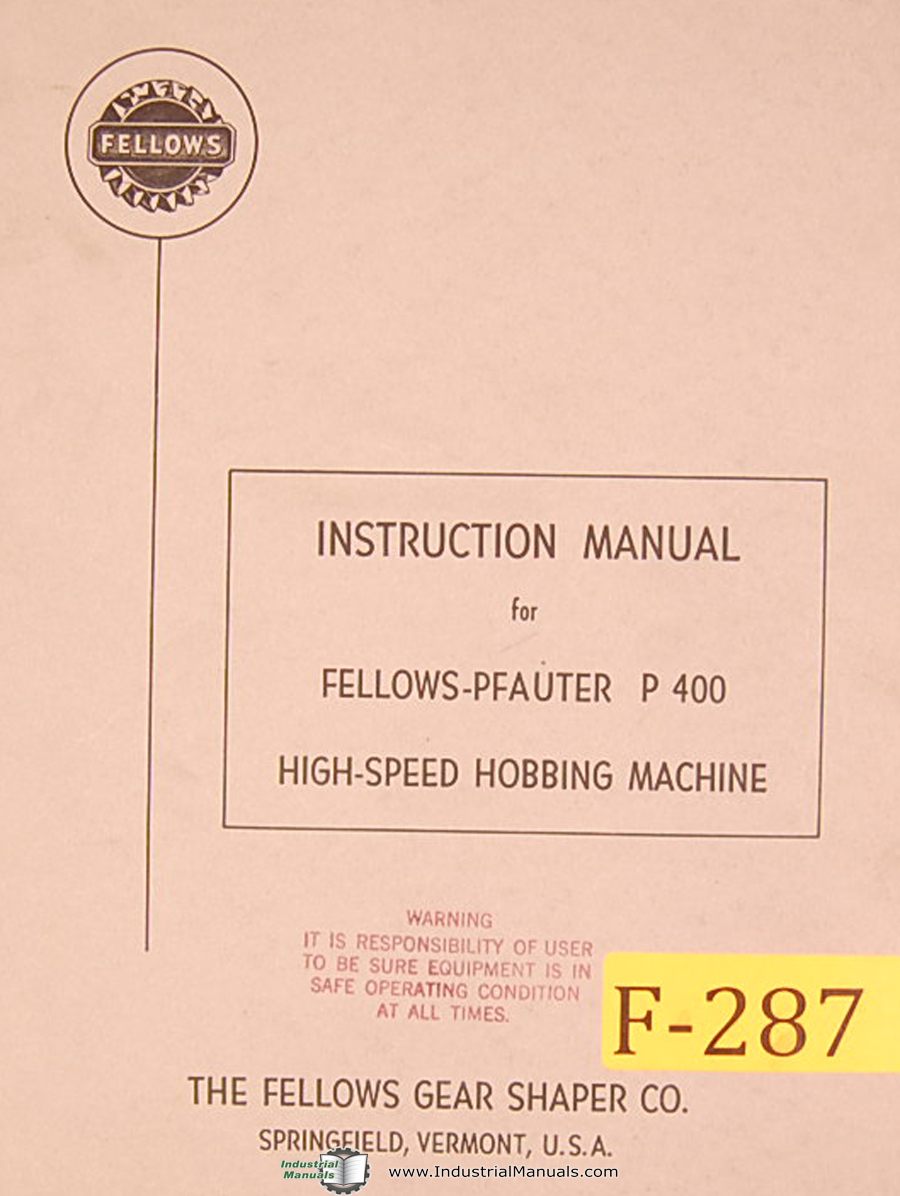 FELLOWS
INSTRUCTION MANUAL
for
FELLOWS-PFAUTER P 400
HIGH-SPEED HOBBING MACHINE
WARNING
IT IS RESPONSIBILITY OF USER
TO BE SURE EQUIPMENT IS IN
SAFE OPERATING CONDITION
AT ALL TIMES.
F-287
THE FELLOWS GEAR SHAPER CO.
SPRINGFIELD, VERMONT, U.S.A.
Industrial
Manuals
www.IndustrialManuals.com